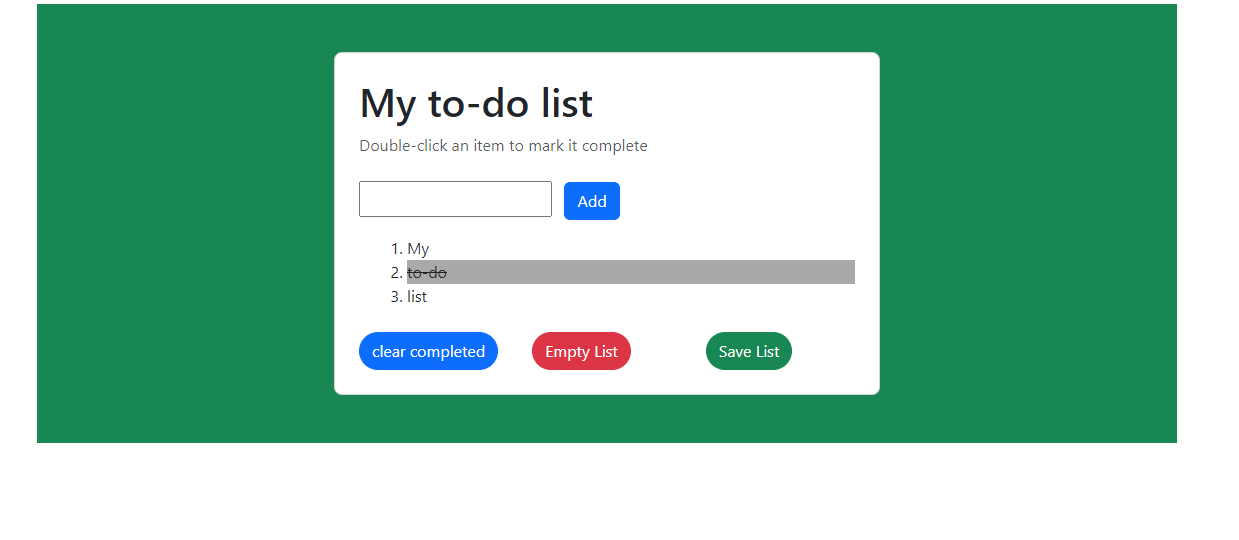 My to-do list
Double-click an item to mark it complete
Add
1. My
2. to-do
3. list
clear completed Empty List Save List